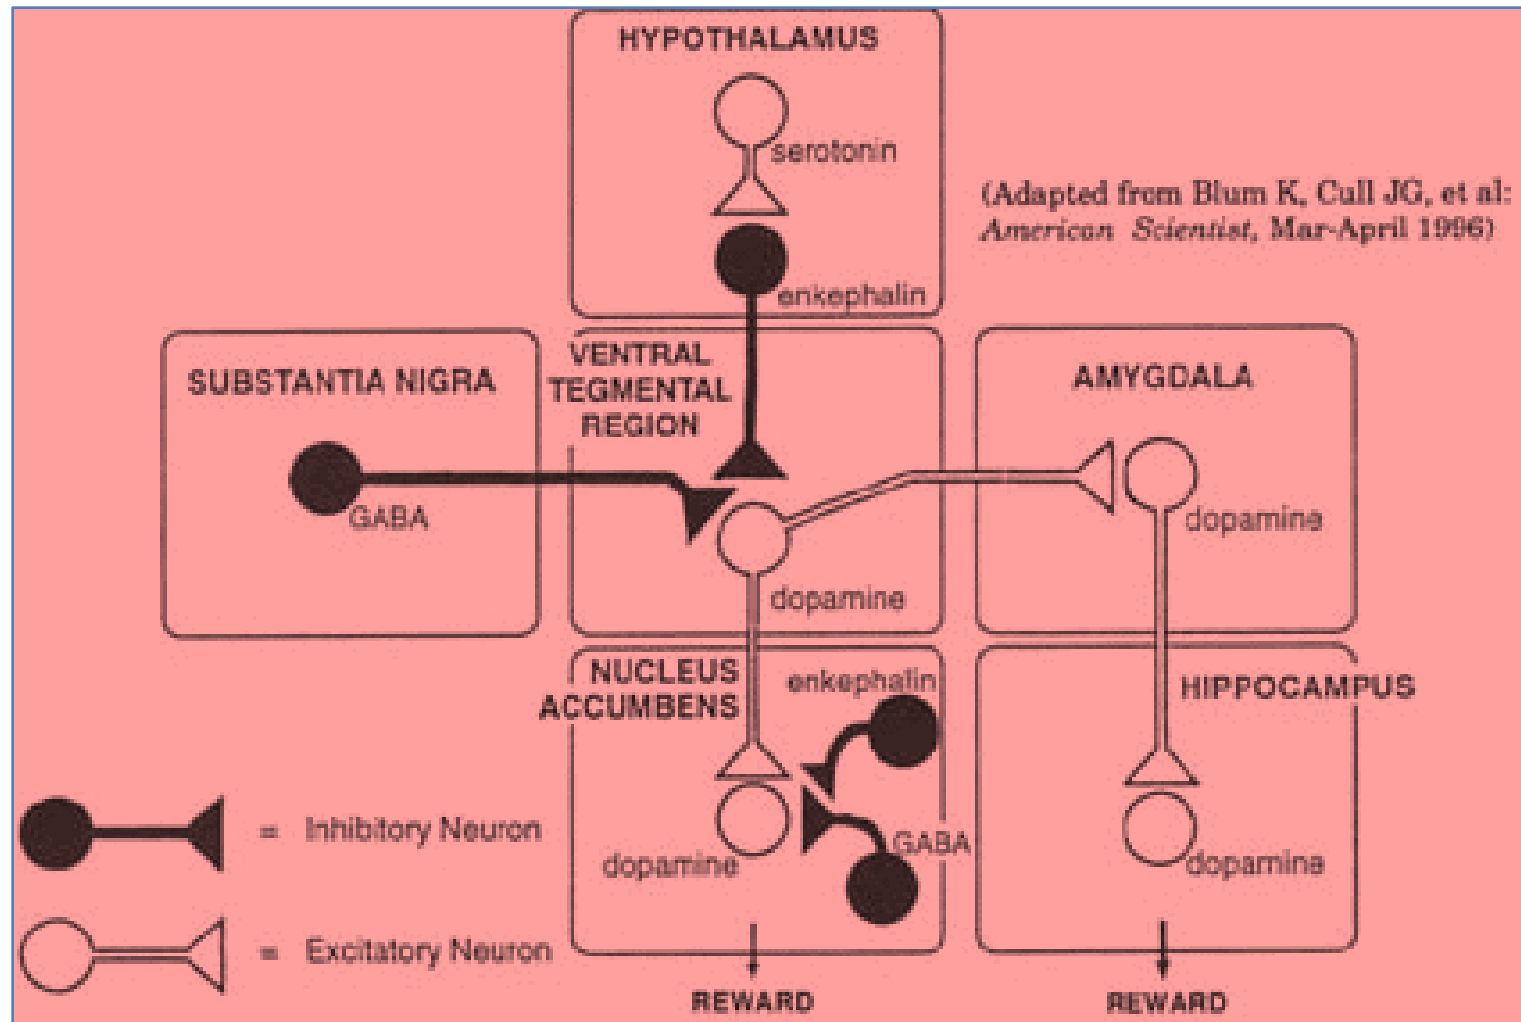 HYPOTHALAMUS
serotonin
(Adapted from Blum K, Cull JG, et al:
American Scientist, Mar-April 1996)
enkephalin
SUBSTANTIA NIGRA
GABA
VENTRAL
TEGMENTAL
REGION
dopamine
AMYGDALA
dopamine
NUCLEUS
ACCUMBENS
enkephalin
GABA
dopamine
HIPPOCAMPUS
dopamine
= Inhibitory Neuron
= Excitatory Neuron
REWARD
REWARD